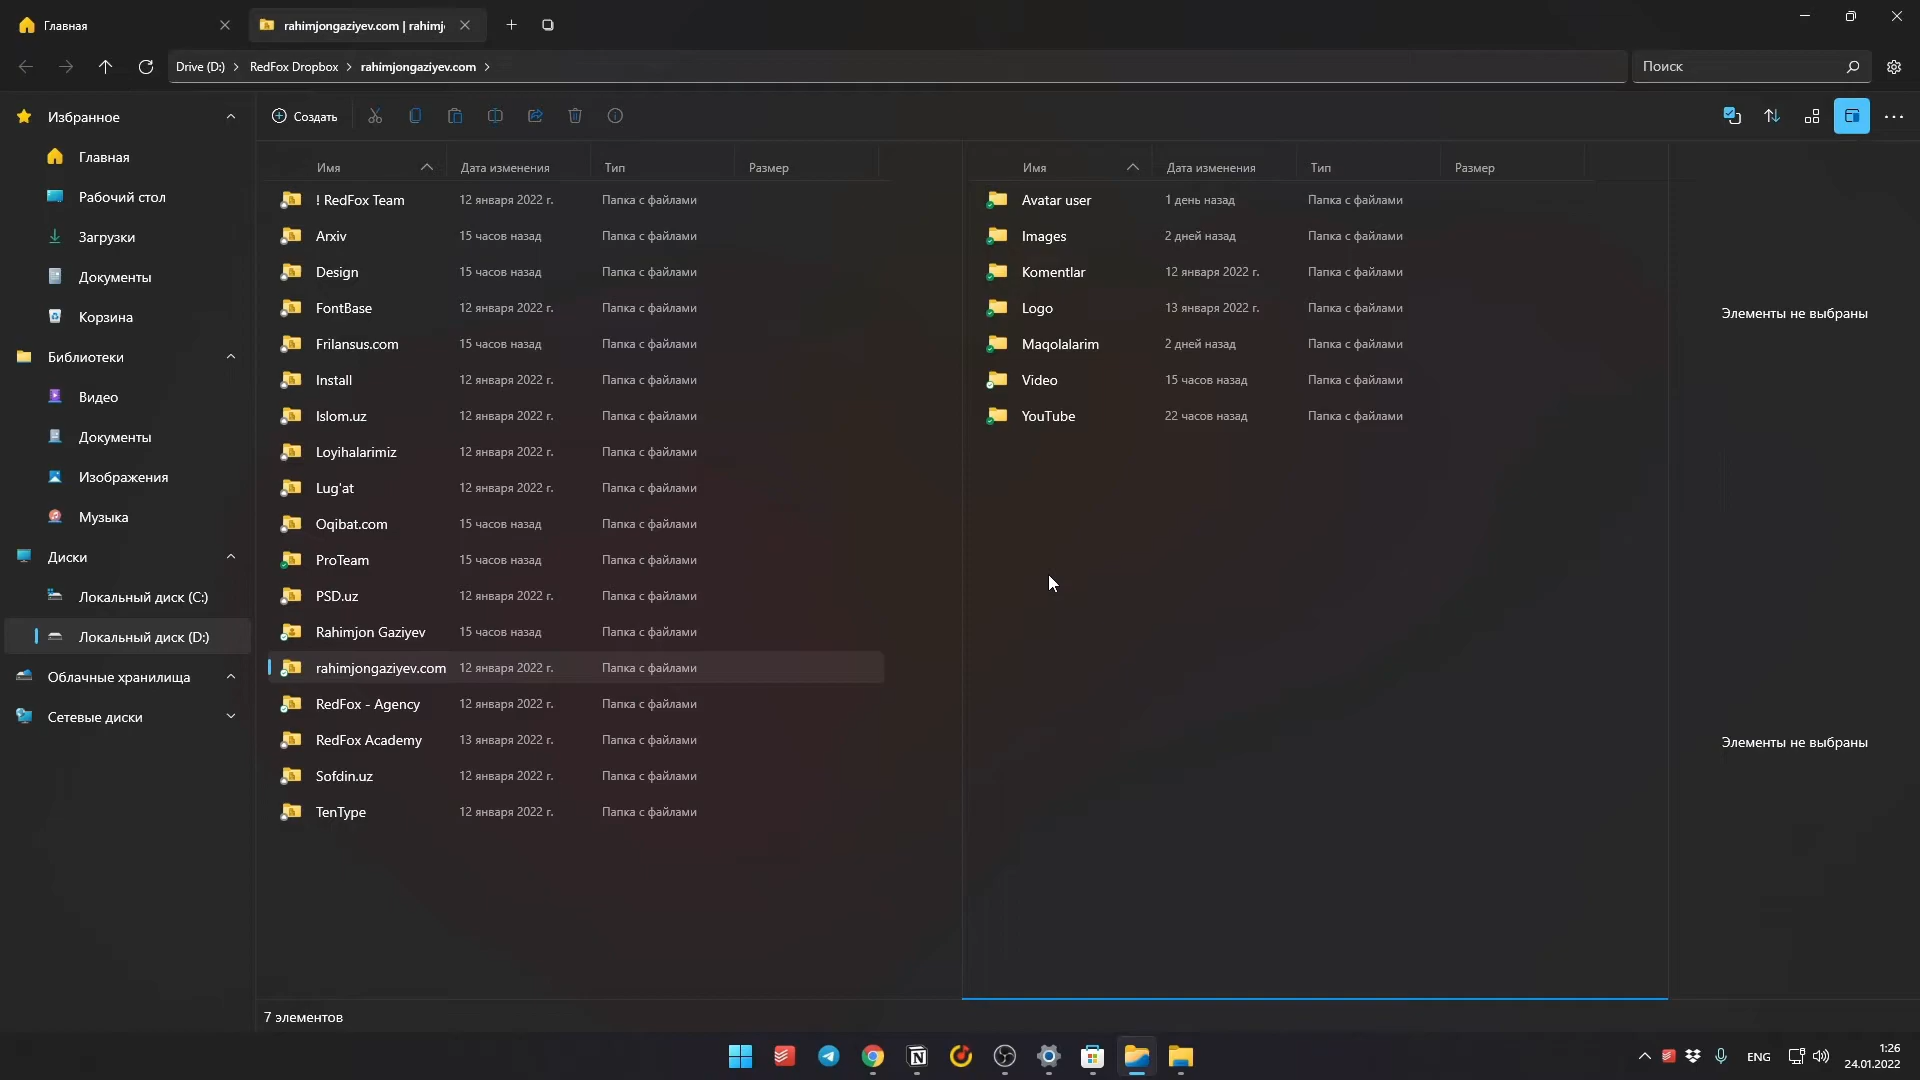 Главная
rahimjongaziyev.com | rahimj
Drive (D:) > RedFox Dropbox > rahimjongaziyev.com >
Поиск
Избранное
Главная
Рабочий стол
Загрузки
Документы
Корзина
Библиотеки
Видео
Документы
Изображения
Музыка
Диски
Локальный диск (C:)
Локальный диск (D:)
Облачные хранилища
Сетевые диски
Создать
Имя Дата изменения Тип Размер
! RedFox Team 12 января 2022 г. Папка с файлами
Arxiv 15 часов назад Папка с файлами
Design 15 часов назад Папка с файлами
FontBase 12 января 2022 г. Папка с файлами
Frilansus.com 15 часов назад Папка с файлами
Install 12 января 2022 г. Папка с файлами
Islom.uz 12 января 2022 г. Папка с файлами
Loyihalarimiz 12 января 2022 г. Папка с файлами
Lug'at 12 января 2022 г. Папка с файлами
Oqibat.com 15 часов назад Папка с файлами
ProTeam 15 часов назад Папка с файлами
PSD.uz 12 января 2022 г. Папка с файлами
Rahimjon Gaziyev 15 часов назад Папка с файлами
rahimjongaziyev.com 12 января 2022 г. Папка с файлами
RedFox - Agency 12 января 2022 г. Папка с файлами
RedFox Academy 13 января 2022 г. Папка с файлами
Sofdin.uz 12 января 2022 г. Папка с файлами
TenType 12 января 2022 г. Папка с файлами
Имя Дата изменения Тип Размер
Avatar user 1 день назад Папка с файлами
Images 2 дней назад Папка с файлами
Komentlar 12 января 2022 г. Папка с файлами
Logo 13 января 2022 г. Папка с файлами
Maqolalarim 2 дней назад Папка с файлами
Video 15 часов назад Папка с файлами
YouTube 22 часов назад Папка с файлами
Элементы не выбраны
Элементы не выбраны
7 элементов
ENG
1:26
24.01.2022